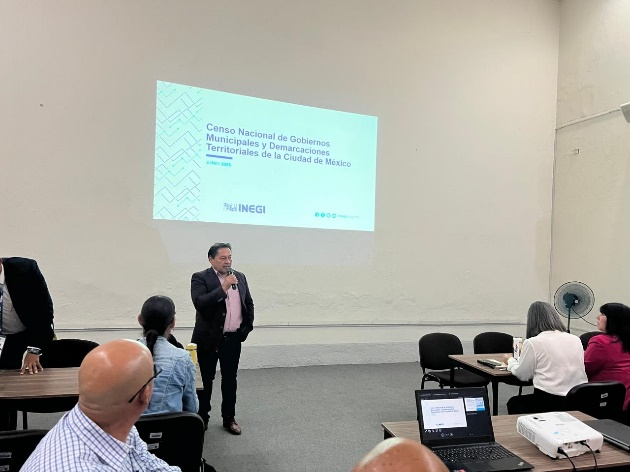 Censo Nacional de Gobiernos
Municipales y Demarcaciones
Territoriales de la Ciudad de México
INEGI